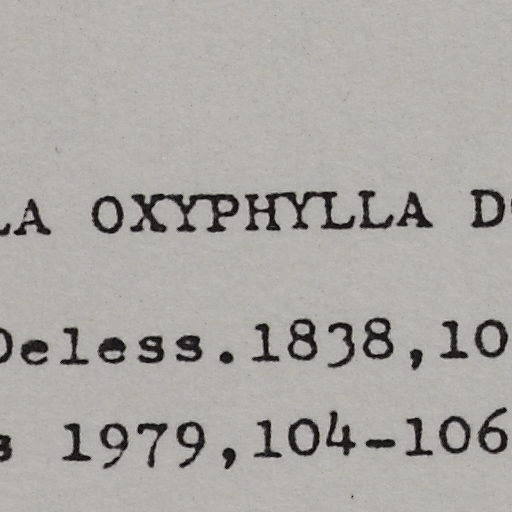 LA OXYPHYLLA D
Deless.1838,10
s 1979,104-106